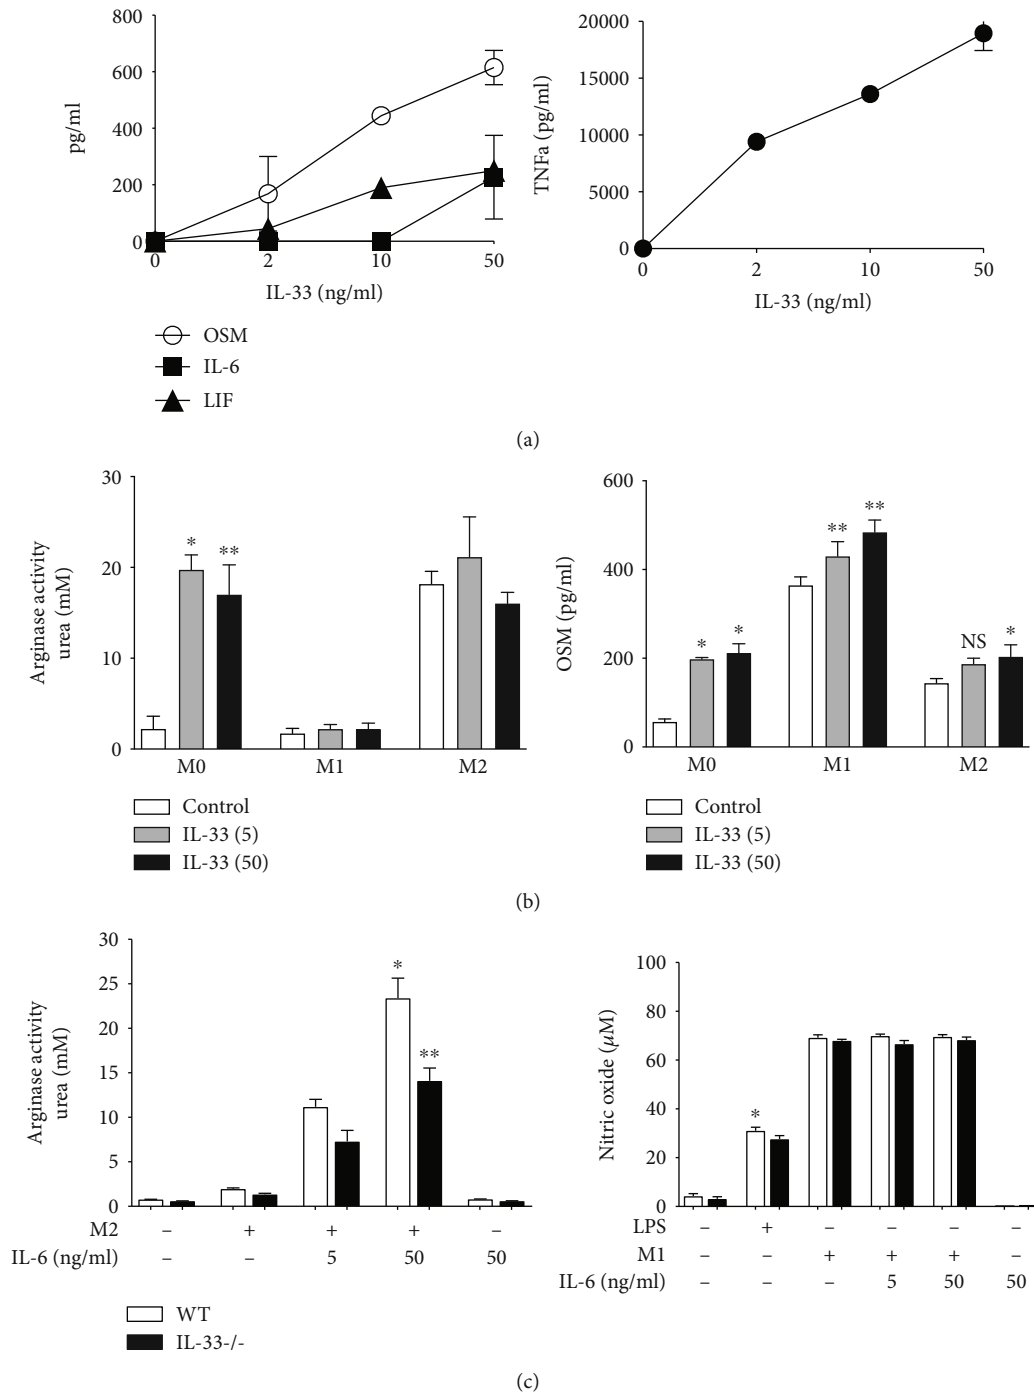 800
600
400
200
0
pg/ml
0 2 10 50
IL-33 (ng/ml)
OSM
IL-6
LIF
20000
15000
10000
5000
0
TNFa (pg/ml)
0 2 10 50
IL-33 (ng/ml)
(a)
30
20
10
0
Arginase activity
urea (mM)
* **
M0 M1 M2
Control
IL-33 (5)
IL-33 (50)
600
400
200
0
OSM (pg/ml)
* * ** ** NS *
M0 M1 M2
Control
IL-33 (5)
IL-33 (50)
(b)
30
25
20
15
10
5
0
Arginase activity
urea (mM)
* **
M2 – + + + –
IL-6 (ng/ml) – – 5 50 50
WT
IL-33-/-
100
80
60
40
20
0
Nitric oxide (μM)
*
LPS – + – – – –
M1 – – + + + –
IL-6 (ng/ml) – – – 5 50 50
(c)